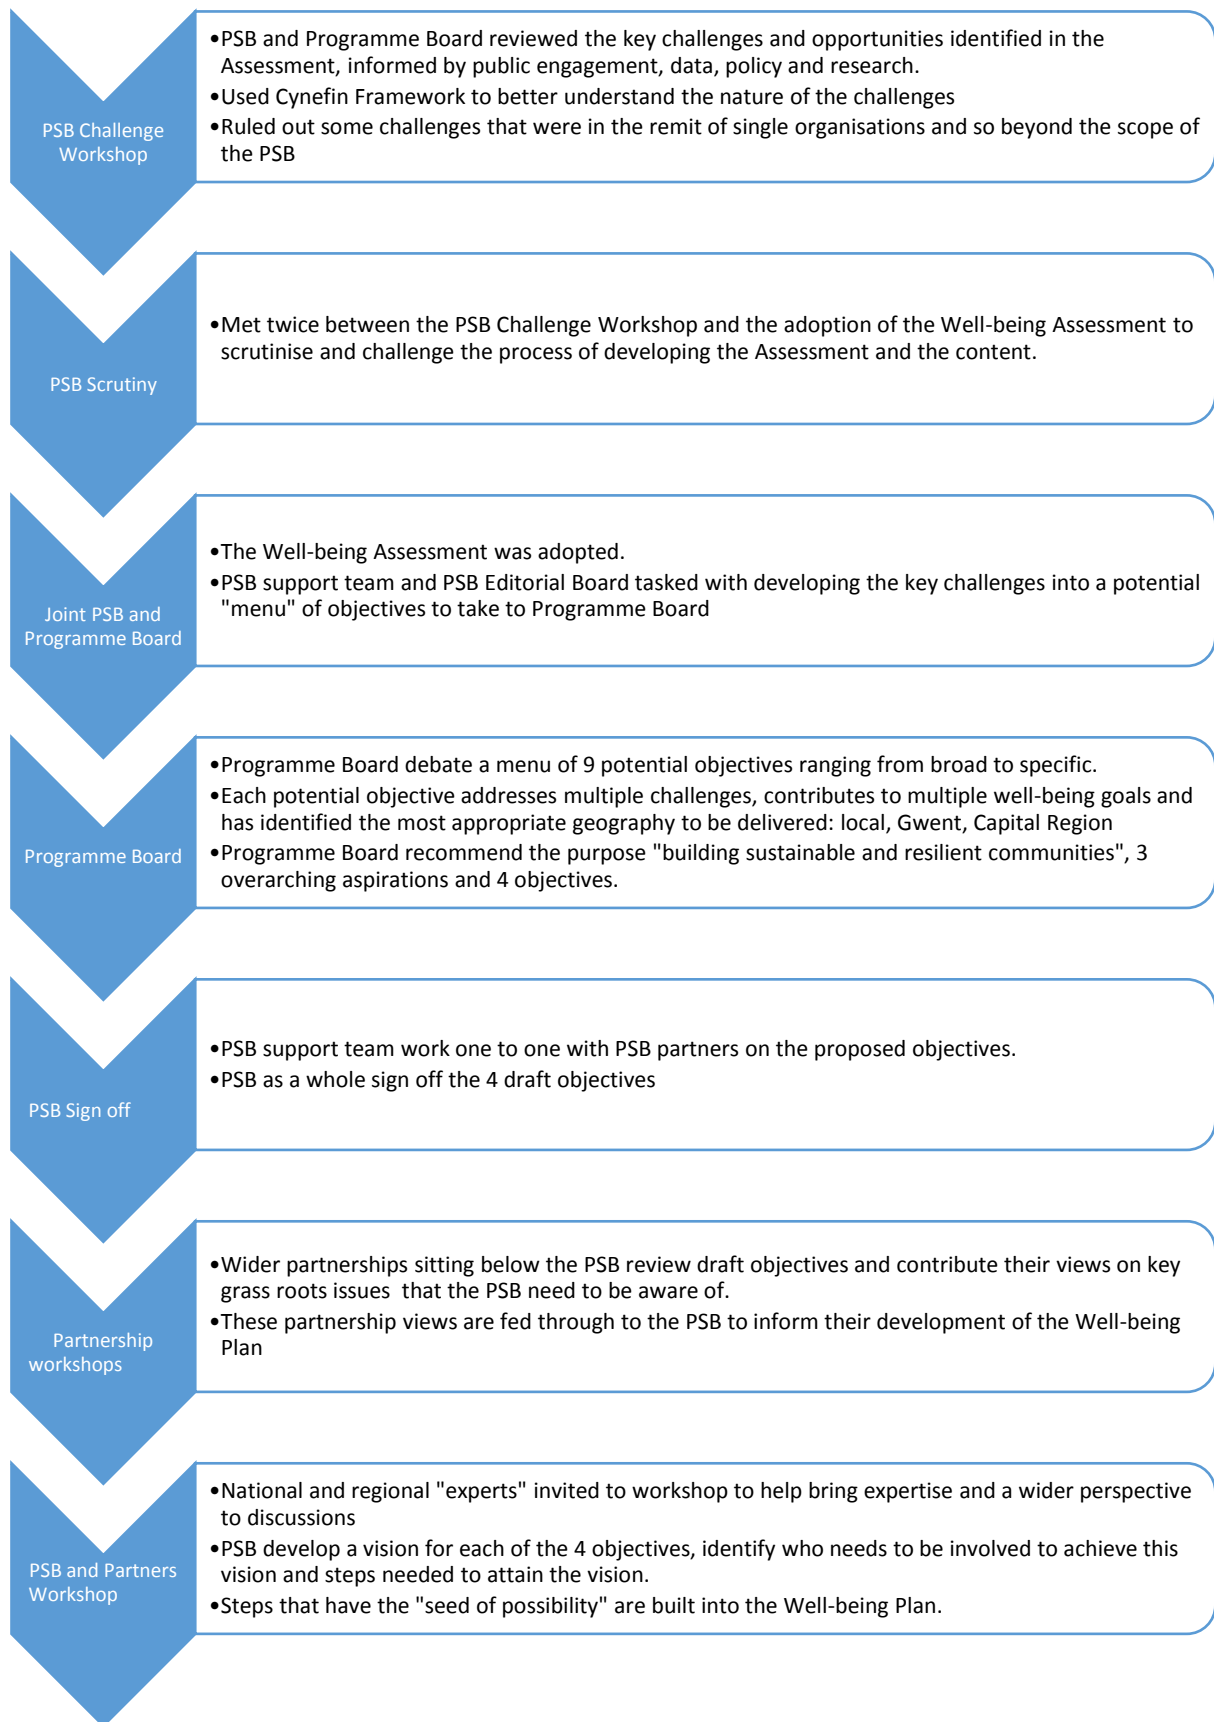 PSB Challenge
Workshop
•PSB and Programme Board reviewed the key challenges and opportunities identified in the
Assessment, informed by public engagement, data, policy and research.
•Used Cynefin Framework to better understand the nature of the challenges
•Ruled out some challenges that were in the remit of single organisations and so beyond the scope of
the PSB
PSB Scrutiny
•Met twice between the PSB Challenge Workshop and the adoption of the Well-being Assessment to
scrutinise and challenge the process of developing the Assessment and the content.
Joint PSB and
Programme Board
•The Well-being Assessment was adopted.
•PSB support team and PSB Editorial Board tasked with developing the key challenges into a potential
"menu" of objectives to take to Programme Board
Programme Board
•Programme Board debate a menu of 9 potential objectives ranging from broad to specific.
•Each potential objective addresses multiple challenges, contributes to multiple well-being goals and
has identified the most appropriate geography to be delivered: local, Gwent, Capital Region
•Programme Board recommend the purpose "building sustainable and resilient communities", 3
overarching aspirations and 4 objectives.
PSB Sign off
•PSB support team work one to one with PSB partners on the proposed objectives.
•PSB as a whole sign off the 4 draft objectives
Partnership
workshops
•Wider partnerships sitting below the PSB review draft objectives and contribute their views on key
grass roots issues that the PSB need to be aware of.
•These partnership views are fed through to the PSB to inform their development of the Well-being
Plan
PSB and Partners
Workshop
•National and regional "experts" invited to workshop to help bring expertise and a wider perspective
to discussions
•PSB develop a vision for each of the 4 objectives, identify who needs to be involved to achieve this
vision and steps needed to attain the vision.
•Steps that have the "seed of possibility" are built into the Well-being Plan.